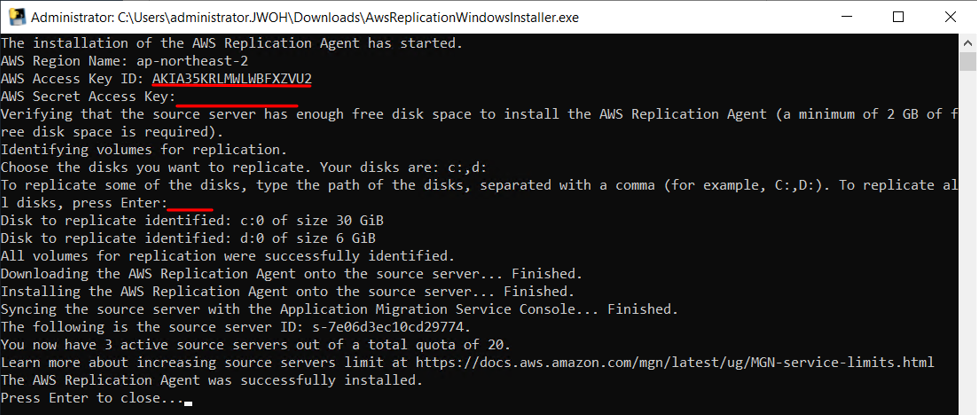 Administrator: C:\Users\administratorJWOH\Downloads\AwsReplicationWindowsInstaller.exe
The installation of the AWS Replication Agent has started.
AWS Region Name: ap-northeast-2
AWS Access Key ID: AKIA35KRLMWLWBFXZVU2
AWS Secret Access Key:
Verifying that the source server has enough free disk space to install the AWS Replication Agent (a minimum of 2 GB of f
ree disk space is required).
Identifying volumes for replication.
Choose the disks you want to replicate. Your disks are: c:,d:
To replicate some of the disks, type the path of the disks, separated with a comma (for example, C:,D:). To replicate al
l disks, press Enter:
Disk to replicate identified: c:0 of size 30 GiB
Disk to replicate identified: d:0 of size 6 GiB
All volumes for replication were successfully identified.
Downloading the AWS Replication Agent onto the source server... Finished.
Installing the AWS Replication Agent onto the source server... Finished.
Syncing the source server with the Application Migration Service Console... Finished.
The following is the source server ID: s-7e06d3ec10cd29774.
You now have 3 active source servers out of a total quota of 20.
Learn more about increasing source servers limit at https://docs.aws.amazon.com/mgn/latest/ug/MGN-service-limits.html
The AWS Replication Agent was successfully installed.
Press Enter to close...